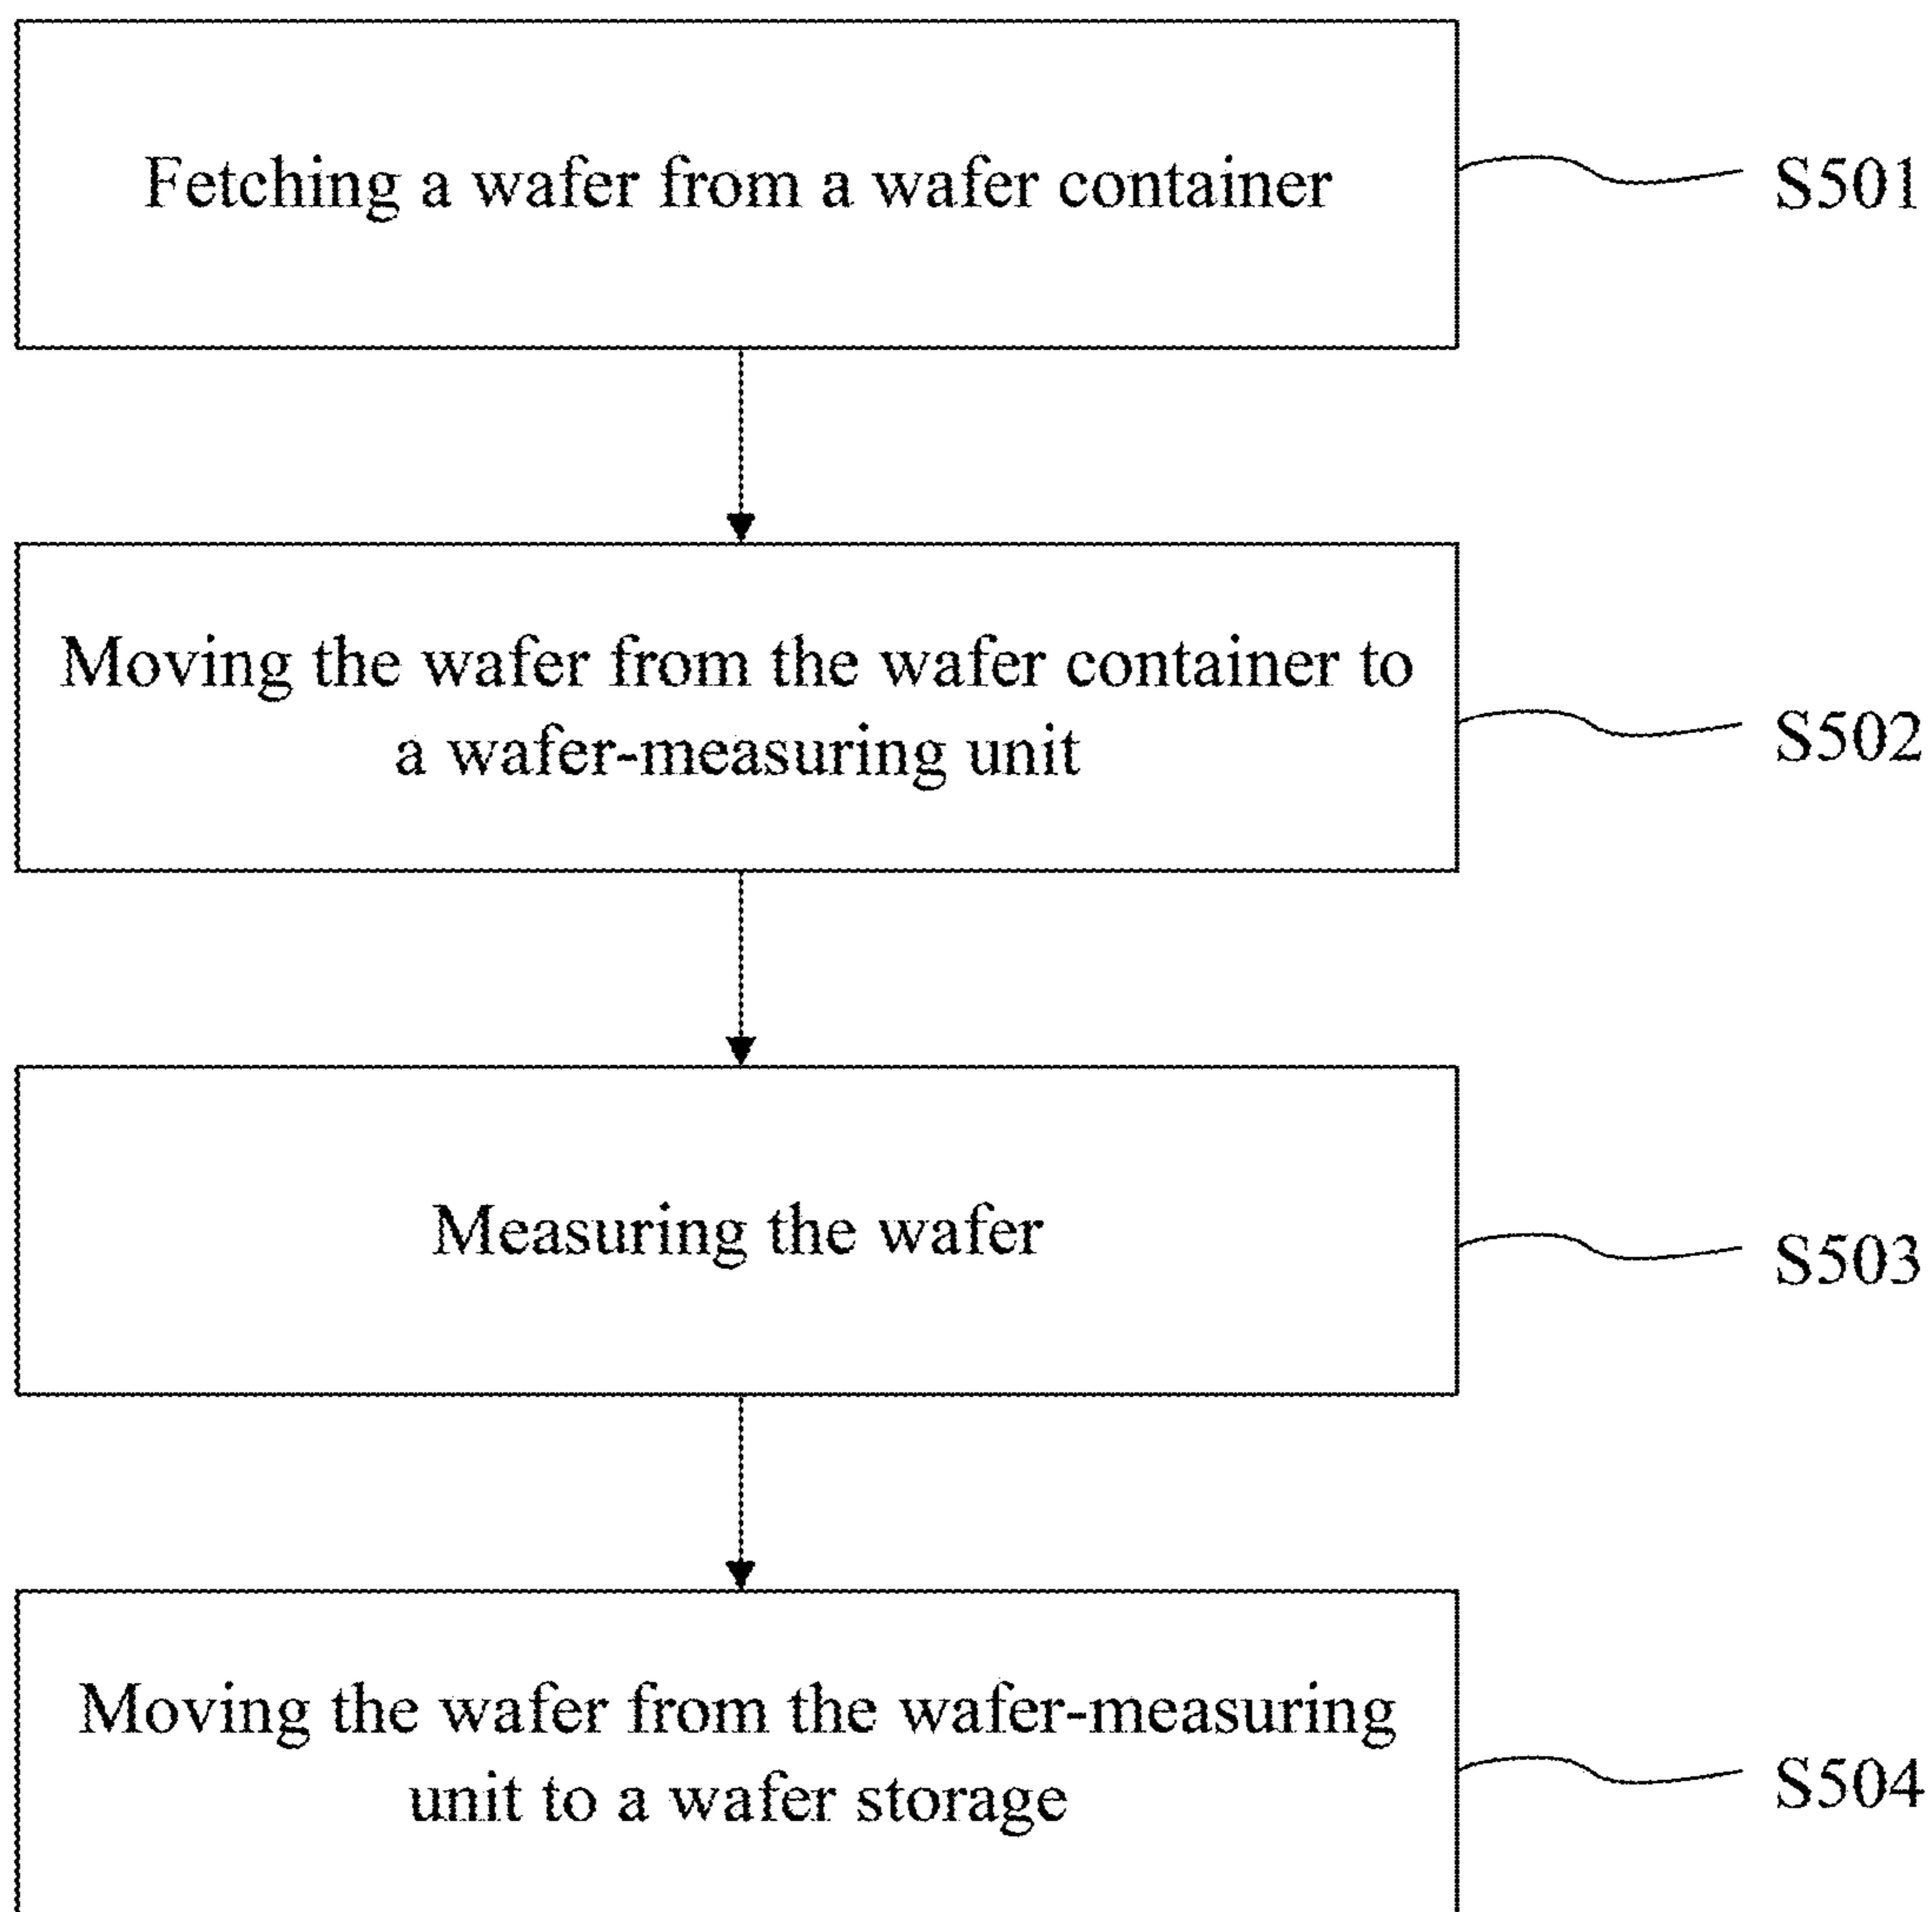 Fetching a wafer from a wafer container
S501
Moving the wafer from the wafer container to
a wafer-measuring unit
S502
Measuring the wafer
S503
Moving the wafer from the wafer-measuring
unit to a wafer storage
S504